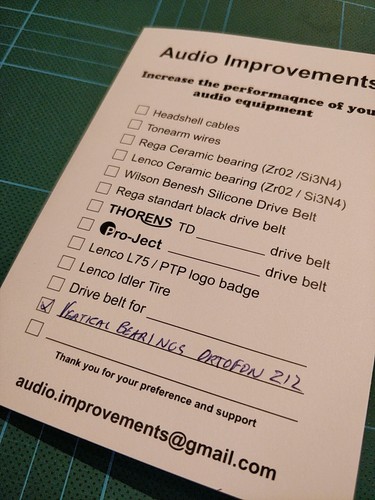 Audio Improvements
Increase the performaqnce of you
audio equipment
Headshell cables
Tonearm wires
Rega Ceramic bearing (Zr02 /Si3N4)
Lenco Ceramic bearing (Zr02 / Si3N4)
Wilson Benesh Silicone Drive Belt
Rega standart black drive belt
THORENS TD ________ drive belt
Pro-Ject ________ drive belt
Lenco L75 / PTP logo badge
Lenco Idler Tire
Drive belt for ________
VERTICAL BEARINGS ORTOFON 212
Thank you for your preference and support
audio.improvements@gmail.com